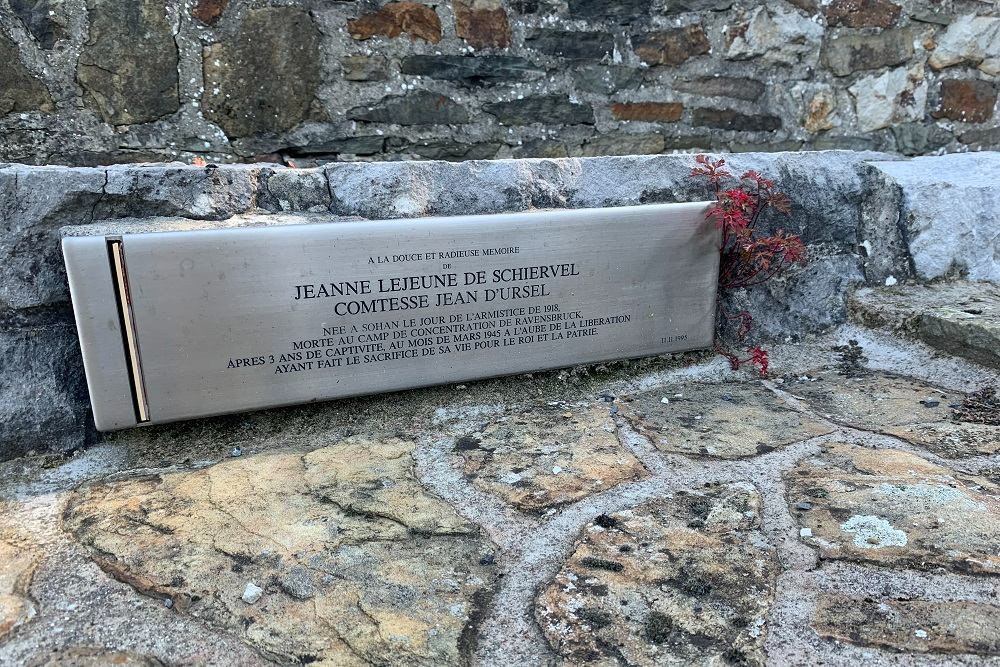 A LA DOUCE ET RADIEUSE MEMOIRE
DE
JEANNE LEJEUNE DE SCHIERVEL
COMTESSE JEAN D'URSEL
NEE A SOHAN LE JOUR DE L'ARMISTICE DE 1918,
MORTE AU CAMP DE CONCENTRATION DE RAVENSBRUCK,
APRES 3 ANS DE CAPTIVITE, AU MOIS DE MARS 1945 A L'AUBE DE LA LIBERATION
AYANT FAIT LE SACRIFICE DE SA VIE POUR LE ROI ET LA PATRIE.
11.11.1995